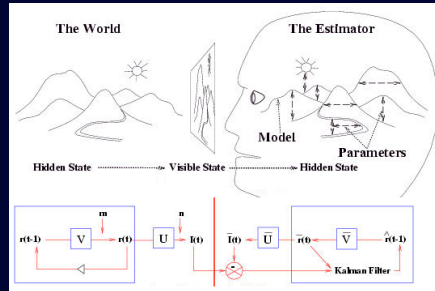 The World
The Estimator
Model
Parameters
Hidden State
Visible State
Hidden State
m
n
r(t-1)
V
r(t)
U
I(t)
I̅(t)
U̅
r̅(t)
V̅
r̂(t-1)
-
Kalman Filter